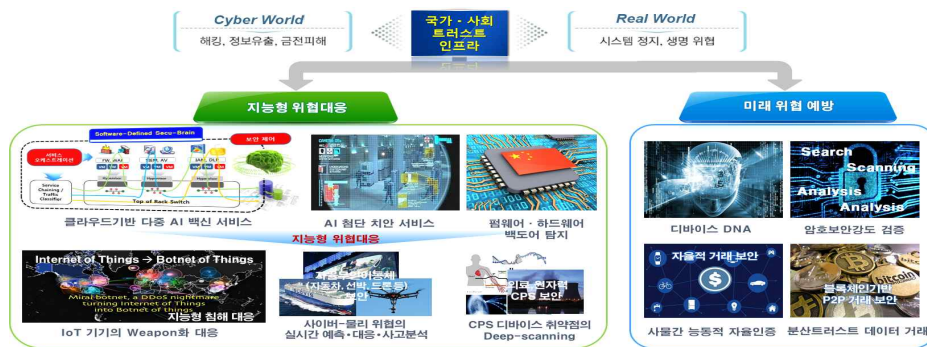 Cyber World
해킹, 정보유출, 금전피해
국가·사회
트러스트
인프라
Real World
시스템 정지, 생명 위협
지능형 위협대응
미래 위협 예방
Software-Defined Secu-Brain
서비스
오케스트레이션
보안 제어
Service
Chaining /
Traffic
Classifier
Top of Rack Switch
클라우드기반 다중 AI 백신 서비스
AI 첨단 치안 서비스
펌웨어·하드웨어
백도어 탐지
지능형 위협대응
Internet of Things → Botnet of Things
Mirai botnet, a DDoS nightmare
turning Internet of Things
into Botnet of things
지능형 침해 대응
IoT 기기의 Weapon화 대응
(자동차, 선박, 드론등)
보안
사이버-물리 위협의
실시간 예측·대응·사고분석
의료 원자력
CPS 보안
CPS 디바이스 취약점의
Deep-scanning
디바이스 DNA
Search
Scanning
Analysis
Analysis
암호보안강도 검증
자율적 거래 보안
사물간 능동적 자율인증
bitcoin
블록체인기반
P2P 거래 보안
분산트러스트 데이터 거래